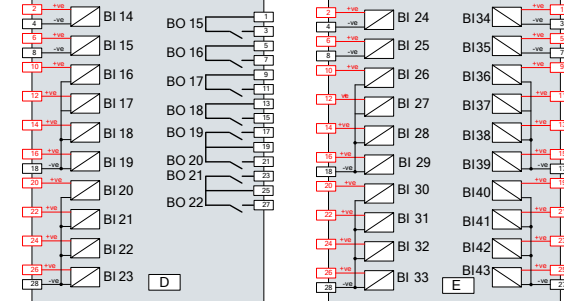 2 +ve BI 14 BO 15 1 2 +ve BI 24 BI34 +ve 1
4 -ve 3 4 -ve -ve 3
6 +ve BI 15 BO 16 5 6 +ve BI 25 BI35 +ve
8 -ve 7 8 -ve -ve
10 +ve BI 16 BO 17 9 10 +ve BI 26 BI36 +ve
11
12 +ve BI 17 BO 18 13 12 ve BI 27 BI37 +ve
15
14 +ve BI 18 BO 19 17 14 +ve BI 28 BI38 +ve
19
16 +ve BI 19 BO 20 21 16 +ve BI 29 BI39 +ve
18 -ve BO 21 23 18 -ve -ve
20 +ve BI 20 25 20 +ve BI 30 BI40 +ve
BO 22 27
22 +ve BI 21 22 +ve BI 31 BI41 +ve
24 +ve BI 22 24 +ve BI 32 BI42 +ve
26 +ve BI 23 D 26 +ve BI 33 E BI43 +ve
28 -ve 28 -ve -ve